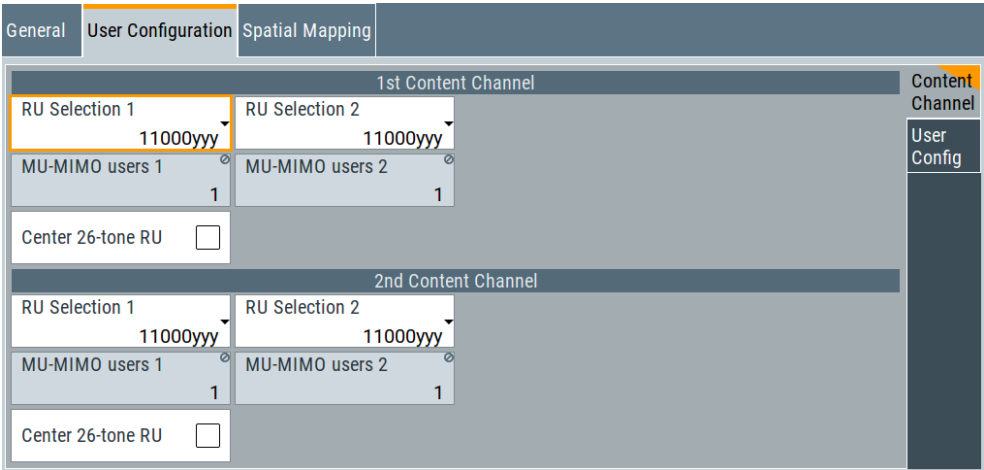 General User Configuration Spatial Mapping
1st Content Channel
Content
Channel
RU Selection 1 RU Selection 2
11000yyy 11000yyy
User
Config
MU-MIMO users 1 MU-MIMO users 2
1 1
Center 26-tone RU
2nd Content Channel
RU Selection 1 RU Selection 2
11000yyy 11000yyy
MU-MIMO users 1 MU-MIMO users 2
1 1
Center 26-tone RU